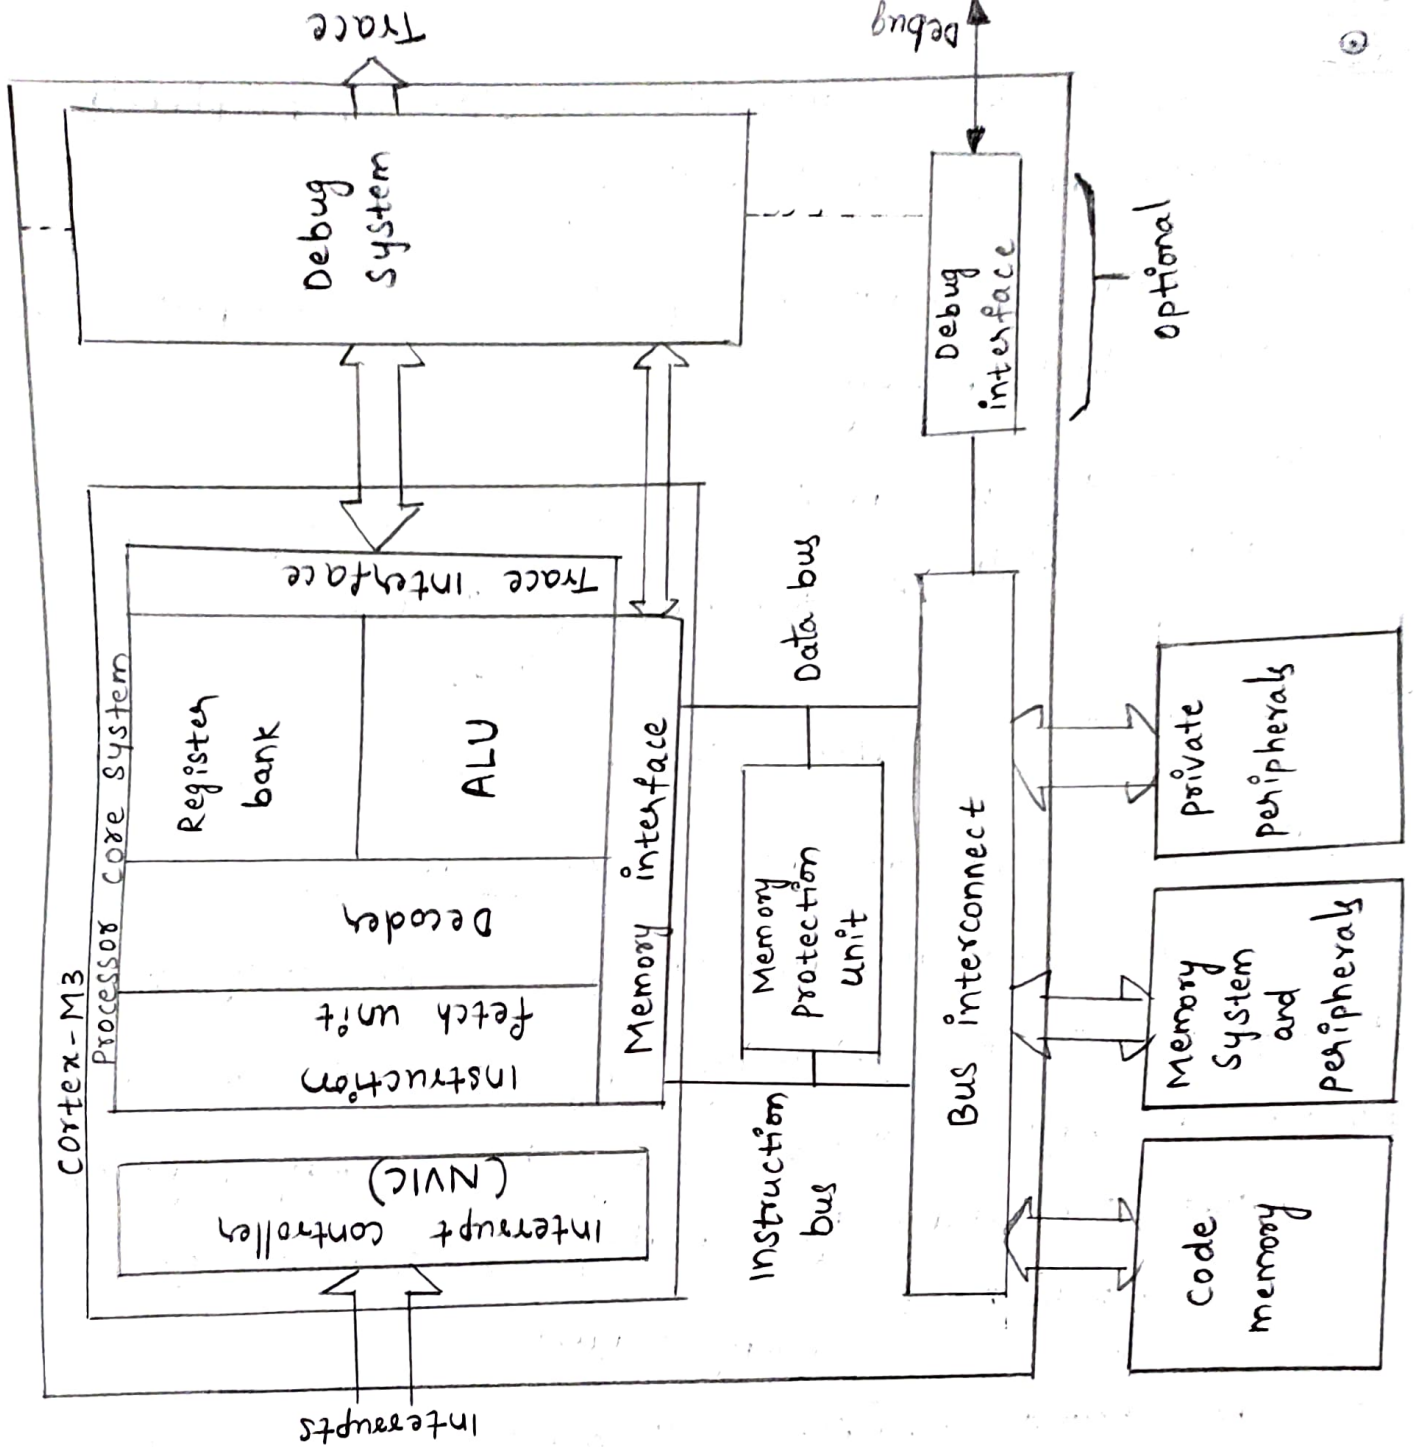 Cortex-M3
Processor core system
Interrupts
Interrupt controller
(NVIC)
Instruction
fetch unit
Decoder
Register
bank
ALU
Trace Interface
Memory interface
Debug
system
Trace
Instruction
bus
Memory
protection
unit
Data bus
Bus interconnect
Debug
interface
Debug
optional
Code
memory
Memory
system
and
peripherals
private
peripherals